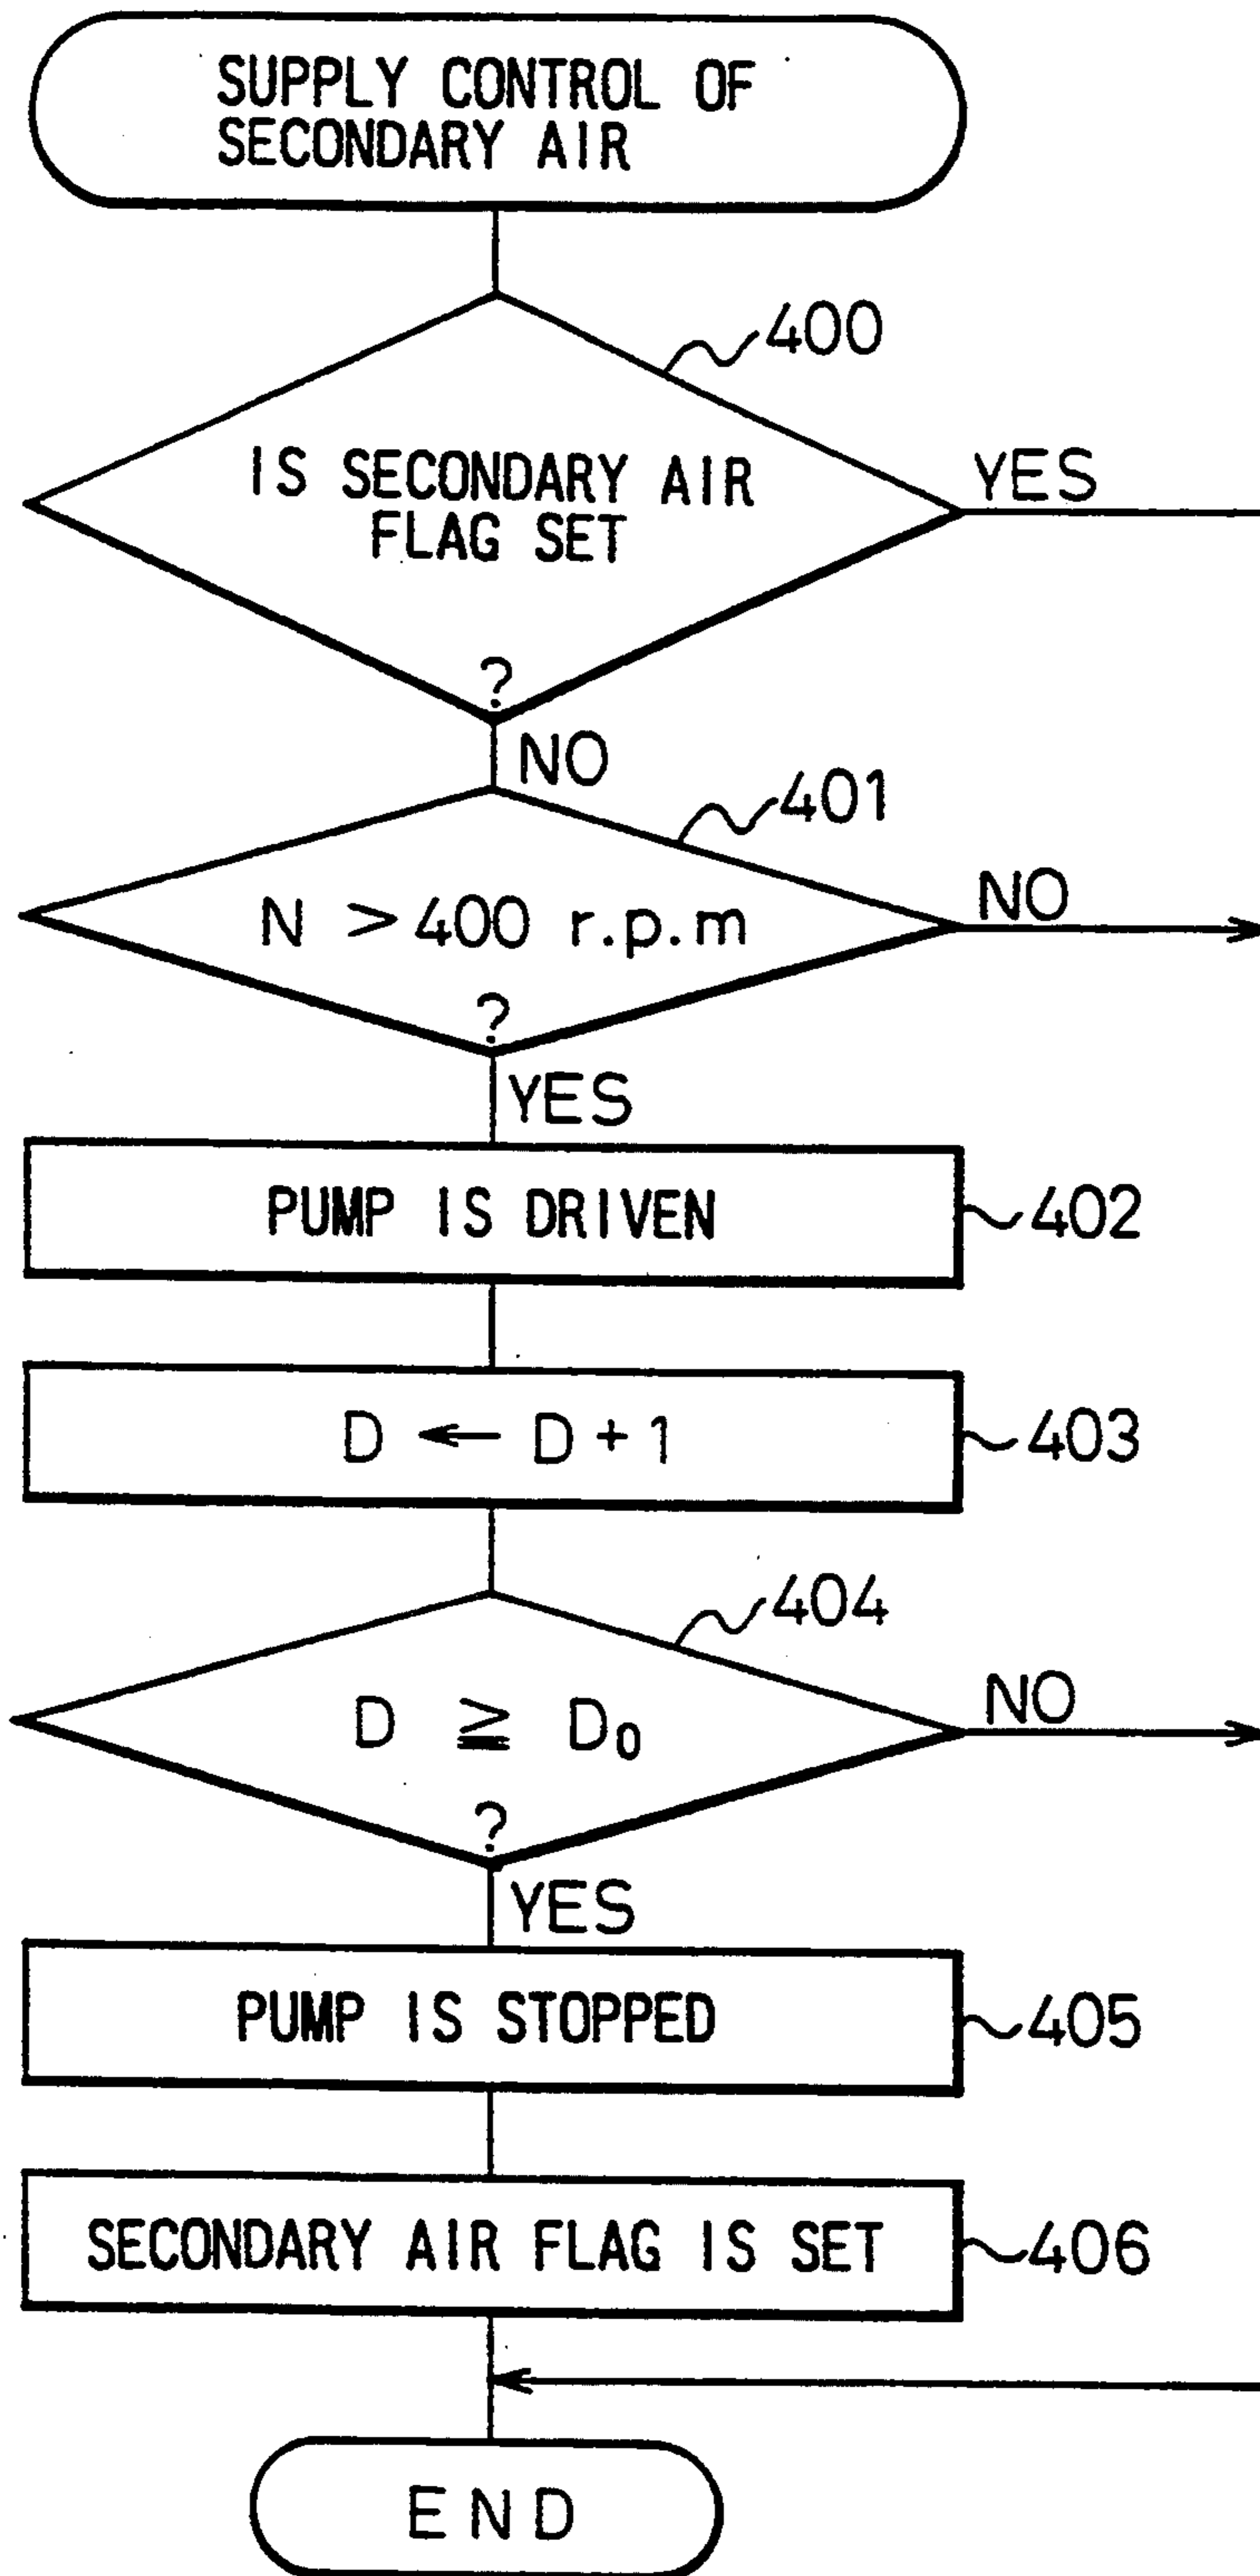 SUPPLY CONTROL OF
SECONDARY AIR
400
IS SECONDARY AIR
FLAG SET
?
YES
NO
401
N > 400 r.p.m
?
NO
YES
PUMP IS DRIVEN
402
D ← D + 1
403
404
D ≧ D₀
?
NO
YES
PUMP IS STOPPED
405
SECONDARY AIR FLAG IS SET
406
END